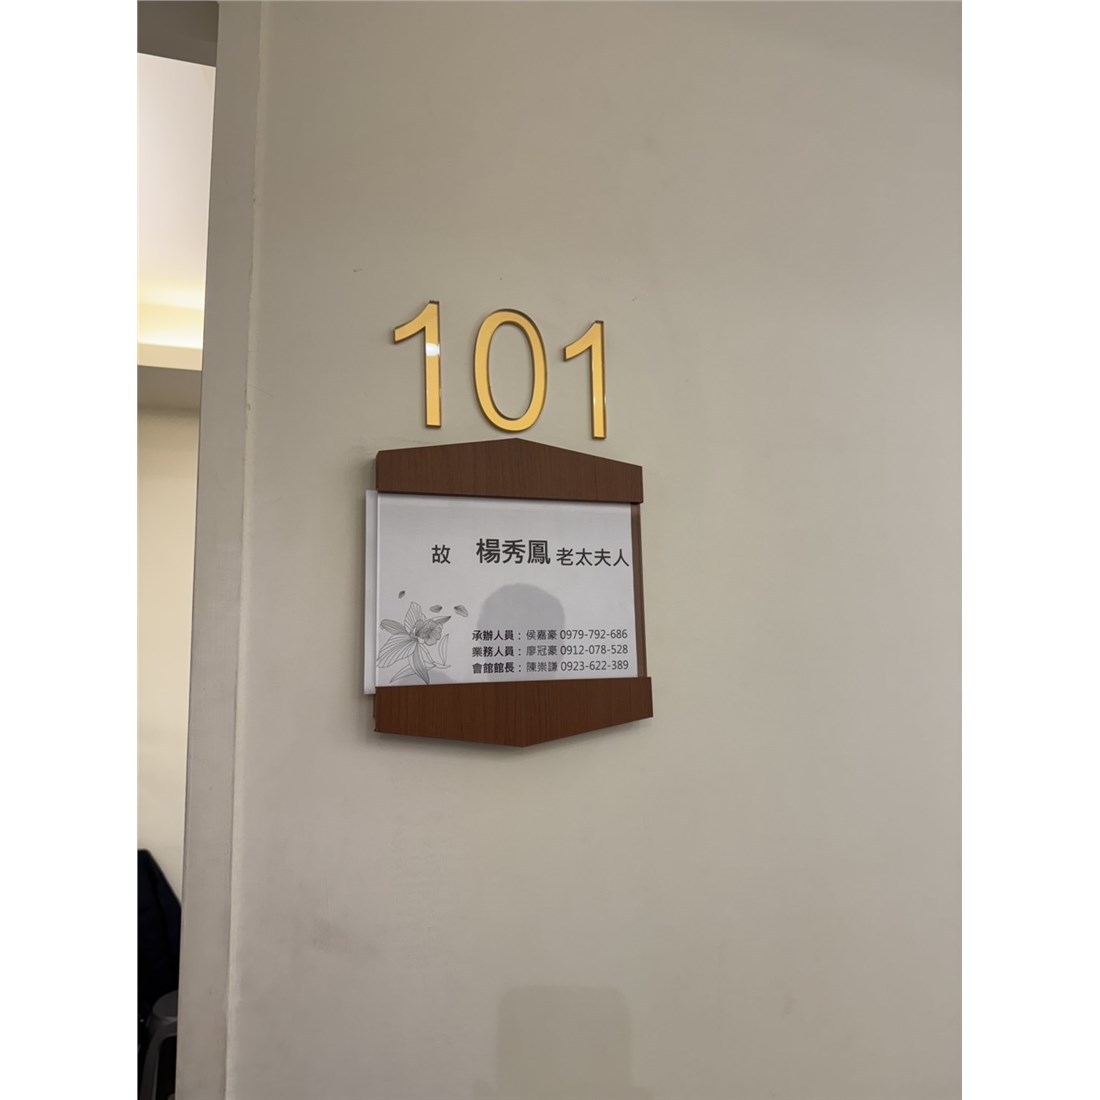 101
故 楊秀鳳 老太夫人
承辦人員：侯嘉豪 0979-792-686
業務人員：廖冠豪 0912-078-528
會館館長：陳崇謙 0923-622-389